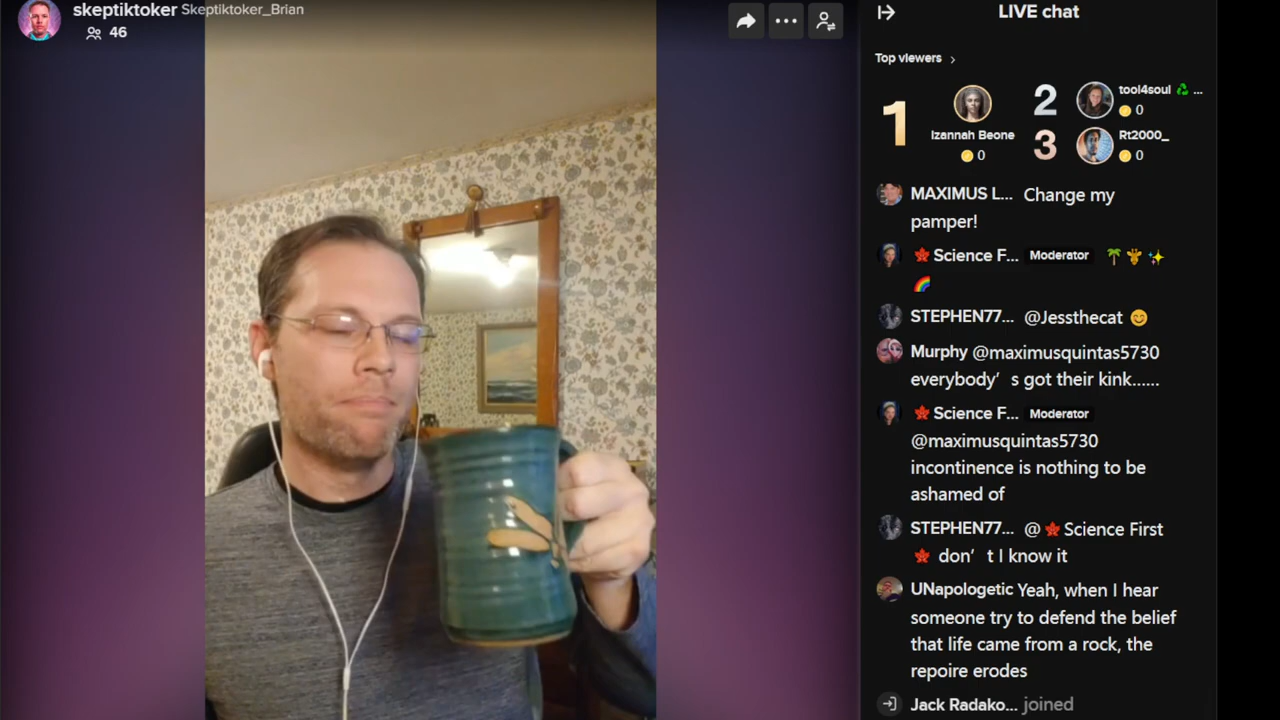 skeptiktoker Skeptiktoker_Brian
46
LIVE chat
Top viewers
1
Izannah Beone
0
2
tool4soul ♻ ...
0
3
Rt2000_
0
MAXIMUS L... Change my
pamper!
🍁 Science F... Moderator 🌴🦒✨
🌈
STEPHEN77... @Jessthecat 😊
Murphy @maximusquintas5730
everybody’s got their kink......
🍁 Science F... Moderator
@maximusquintas5730
incontinence is nothing to be
ashamed of
STEPHEN77... @🍁Science First
🍁 don’t I know it
UNapologetic Yeah, when I hear
someone try to defend the belief
that life came from a rock, the
repoire erodes
Jack Radako... joined